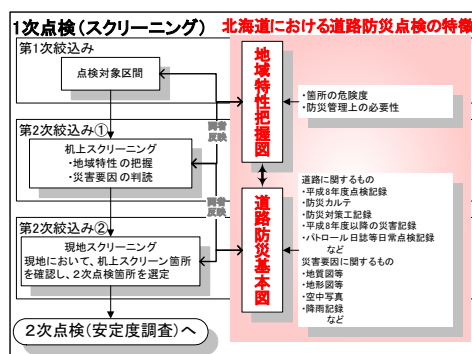 1次点検(スクリーニング)
北海道における道路防災点検の特徴
第1次絞込み
点検対象区間
第2次絞込み①
机上スクリーニング
・地域特性の把握
・災害要因の判読
第2次絞込み②
現地スクリーニング
現地において、机上スクリーン箇所
を確認し、2次点検箇所を選定
2次点検(安定度調査)へ
両者
反映
両者
反映
地域特性把握図
道路防災基本図
・箇所の危険度
・防災管理上の必要性
道路に関するもの
・平成8年度点検記録
・防災カルテ
・防災対策工記録
・平成8年度以降の災害記録
・パトロール日誌等日常点検記録
など
災害要因に関するもの
・地質図等
・地形図等
・空中写真
・降雨記録
など